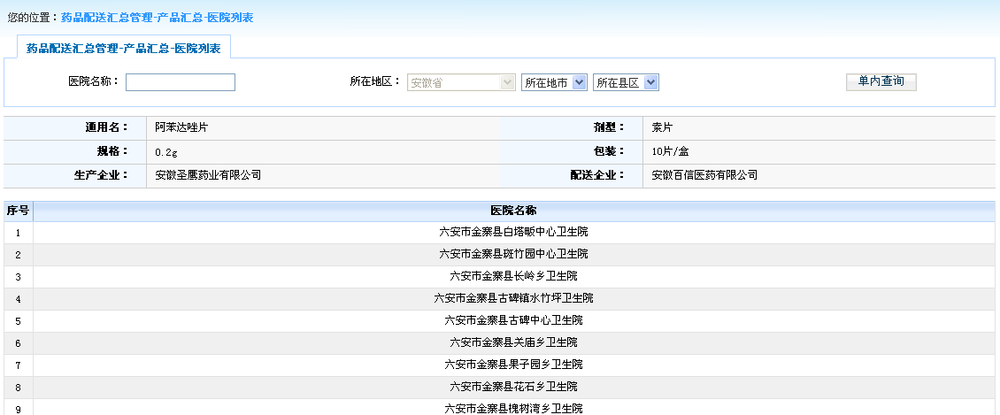 您的位置：药品配送汇总管理-产品汇总-医院列表
药品配送汇总管理-产品汇总-医院列表
医院名称： 所在地区： 安徽省 所在地市 所在县区 单内查询
通用名： 阿苯达唑片 剂型： 素片
规格： 0.2g 包装： 10片/盒
生产企业： 安徽圣鹰药业有限公司 配送企业： 安徽百信医药有限公司
序号 医院名称
1 六安市金寨县白塔畈中心卫生院
2 六安市金寨县斑竹园中心卫生院
3 六安市金寨县长岭乡卫生院
4 六安市金寨县古碑镇水竹坪卫生院
5 六安市金寨县古碑中心卫生院
6 六安市金寨县关庙乡卫生院
7 六安市金寨县果子园乡卫生院
8 六安市金寨县花石乡卫生院
9 六安市金寨县槐树湾乡卫生院